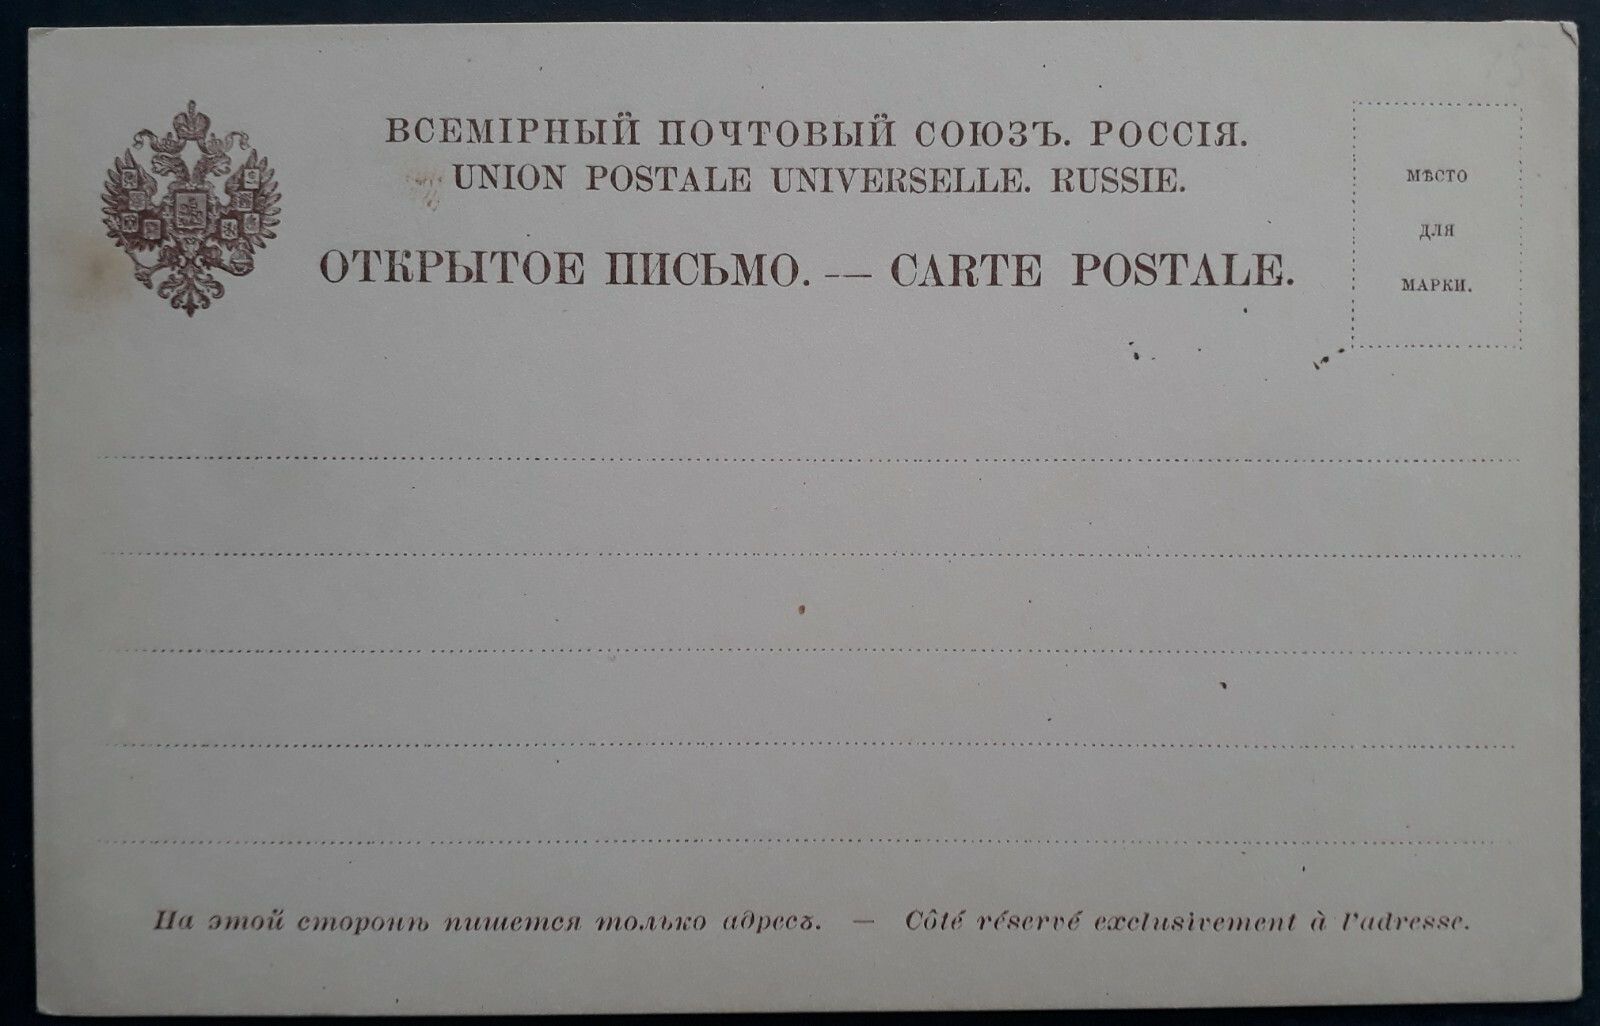 ВСЕМІРНЫЙ ПОЧТОВЫЙ СОЮЗЪ. РОССІЯ.
UNION POSTALE UNIVERSELLE. RUSSIE.
ОТКРЫТОЕ ПИСЬМО. — CARTE POSTALE.
МѢСТО
ДЛЯ
МАРКИ.
На этой сторонѣ пишется только адресъ. — Côté réservé exclusivement à l'adresse.